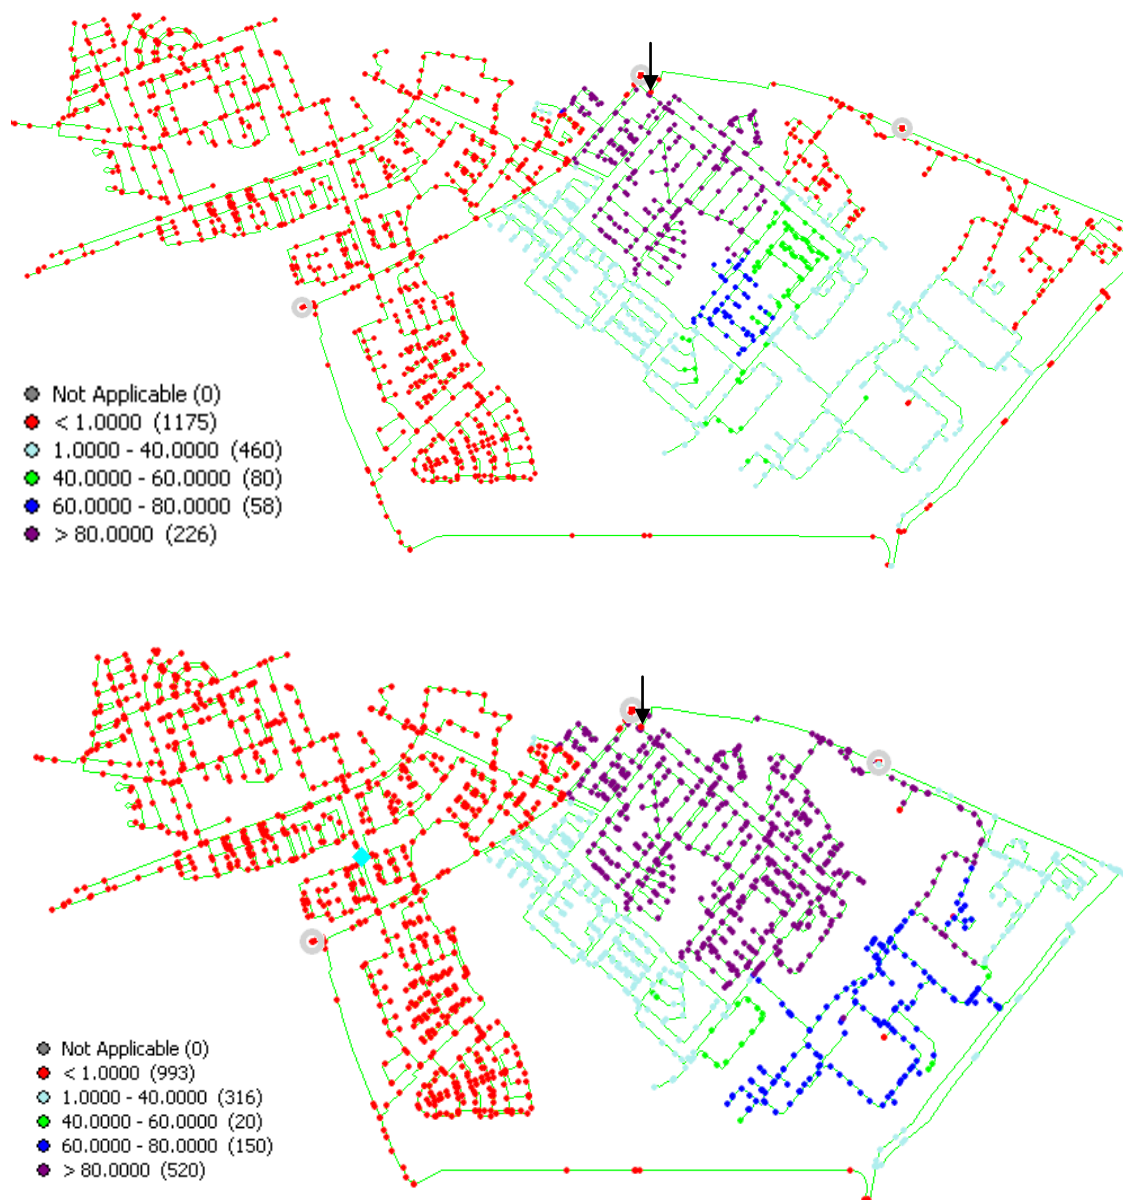 Not Applicable (0)
< 1.0000 (1175)
1.0000 - 40.0000 (460)
40.0000 - 60.0000 (80)
60.0000 - 80.0000 (58)
> 80.0000 (226)
Not Applicable (0)
< 1.0000 (993)
1.0000 - 40.0000 (316)
40.0000 - 60.0000 (20)
60.0000 - 80.0000 (150)
> 80.0000 (520)